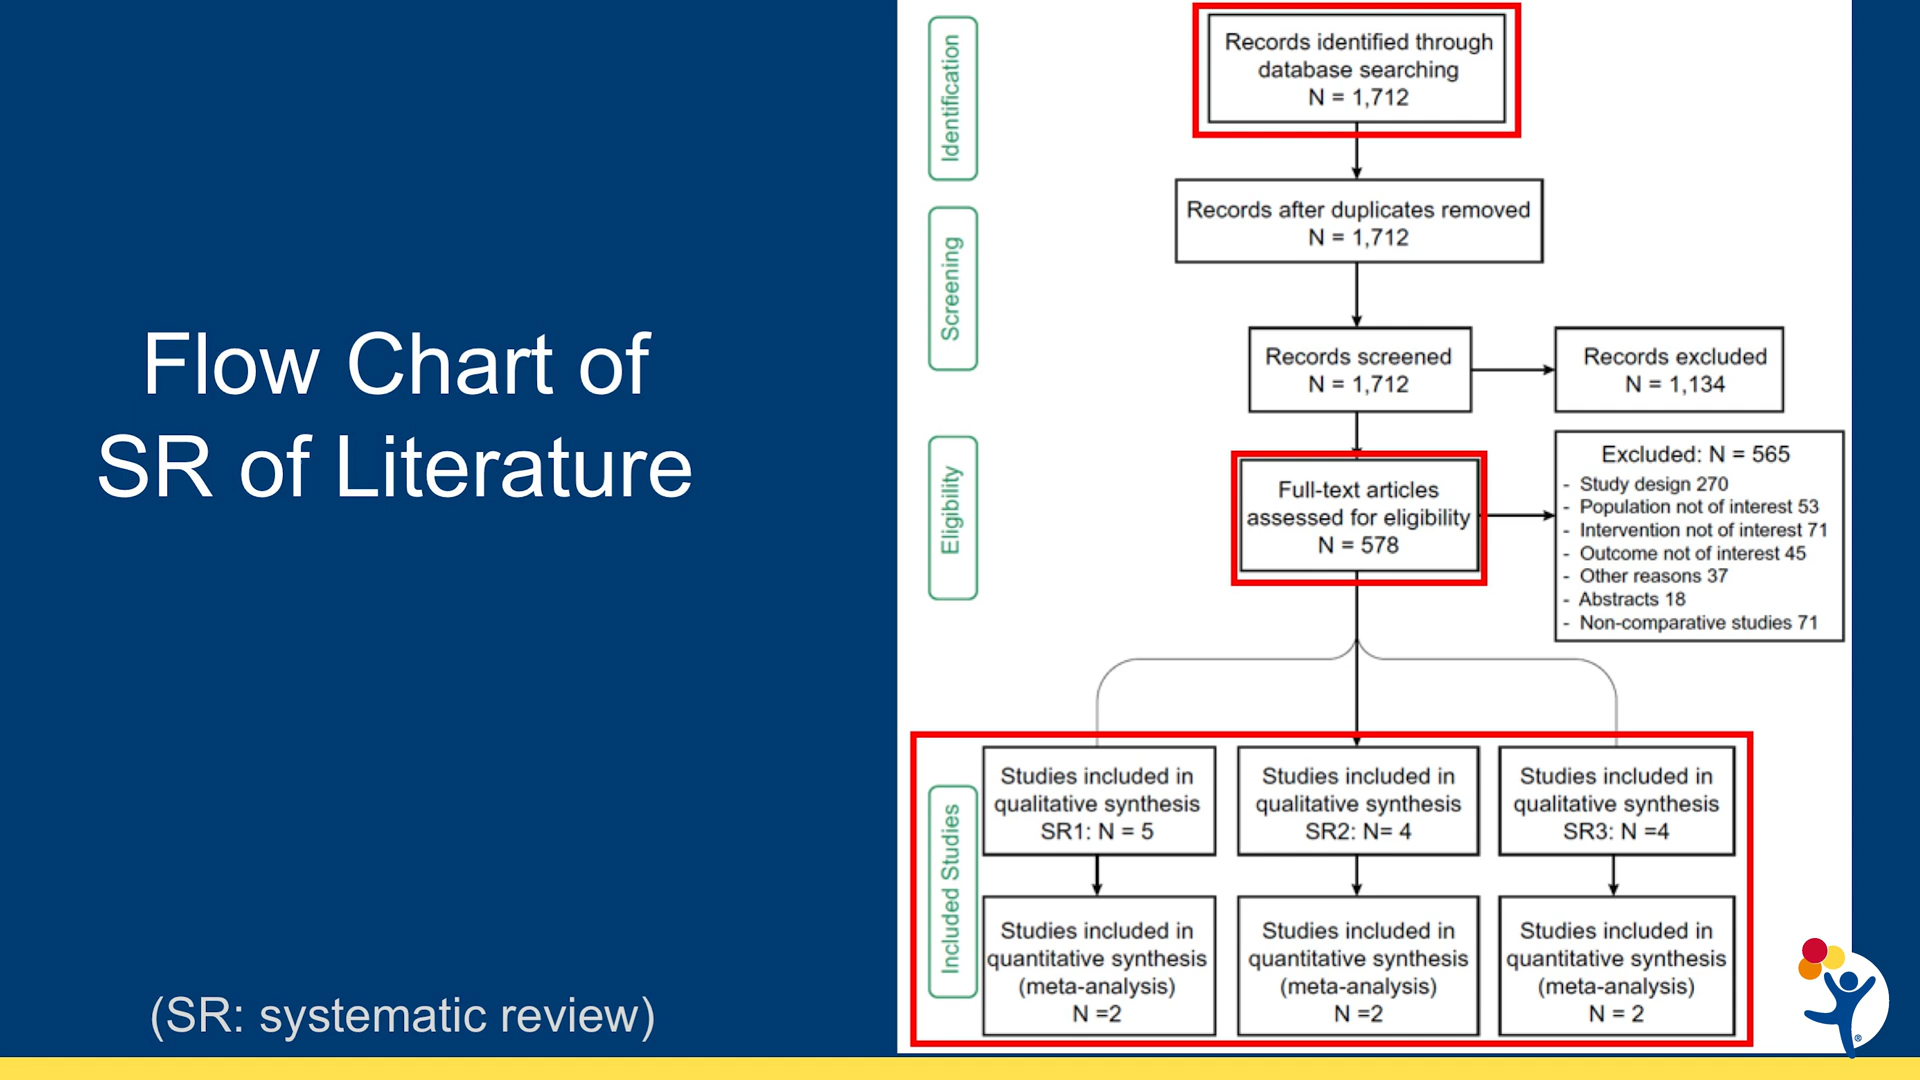 Flow Chart of
SR of Literature
(SR: systematic review)
Identification
Records identified through
database searching
N = 1,712
Screening
Records after duplicates removed
N = 1,712
Records screened
N = 1,712
Records excluded
N = 1,134
Eligibility
Full-text articles
assessed for eligibility
N = 578
Excluded: N = 565
- Study design 270
- Population not of interest 53
- Intervention not of interest 71
- Outcome not of interest 45
- Other reasons 37
- Abstracts 18
- Non-comparative studies 71
Included Studies
Studies included in
qualitative synthesis
SR1: N = 5
Studies included in
qualitative synthesis
SR2: N= 4
Studies included in
qualitative synthesis
SR3: N =4
Studies included in
quantitative synthesis
(meta-analysis)
N =2
Studies included in
quantitative synthesis
(meta-analysis)
N =2
Studies included in
quantitative synthesis
(meta-analysis)
N = 2
®